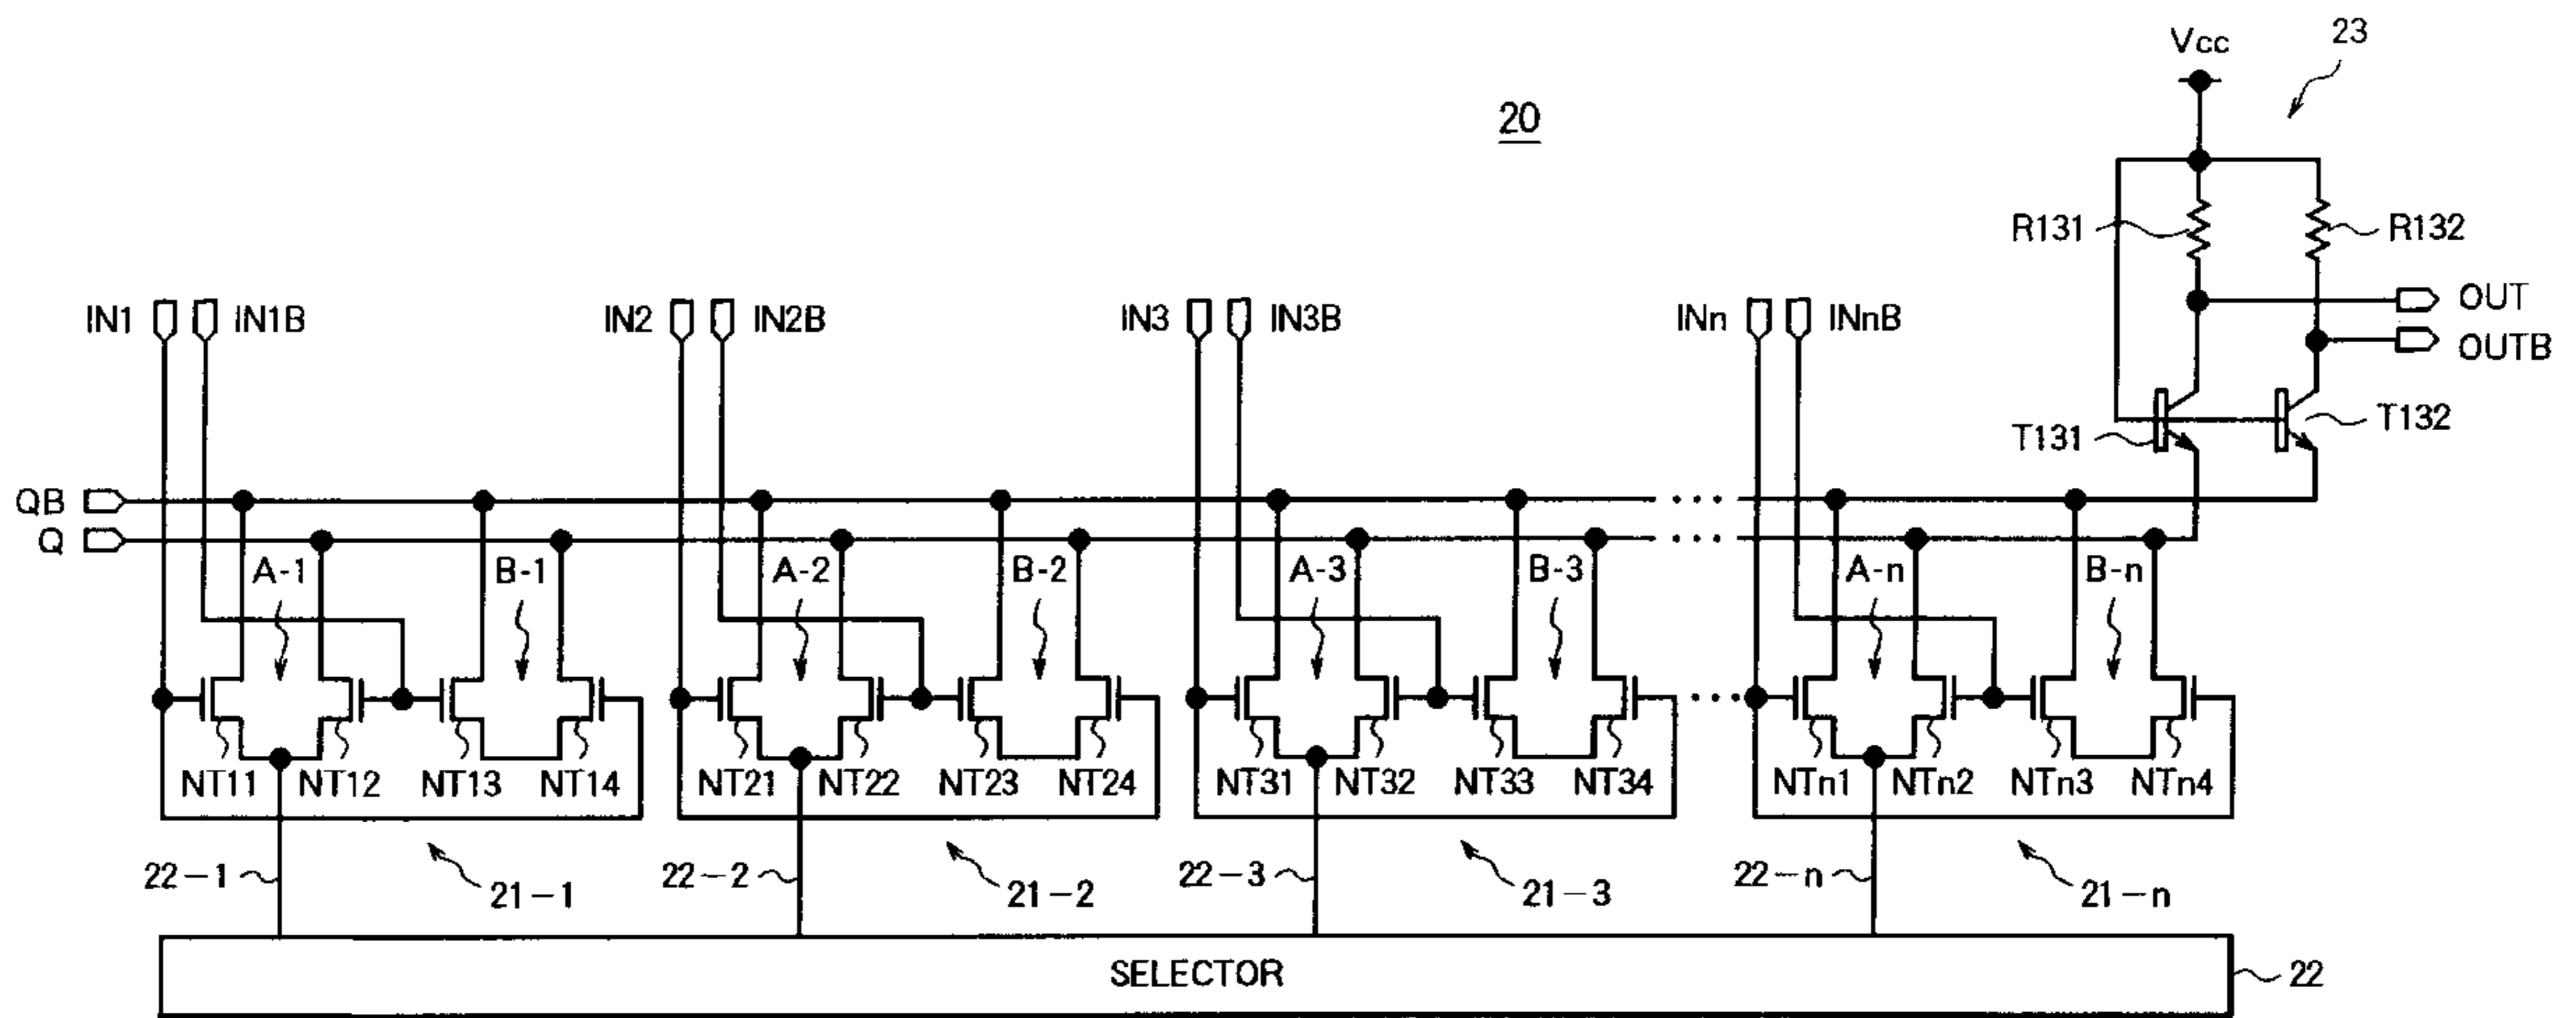 23
Vcc
20
R131
R132
IN1
IN1B
IN2
IN2B
IN3
IN3B
INn
INnB
OUT
OUTB
T131
T132
QB
Q
A-1
B-1
A-2
B-2
A-3
B-3
A-n
B-n
NT11
NT12
NT13
NT14
NT21
NT22
NT23
NT24
NT31
NT32
NT33
NT34
NTn1
NTn2
NTn3
NTn4
22-1
21-1
22-2
21-2
22-3
21-3
22-n
21-n
SELECTOR
22